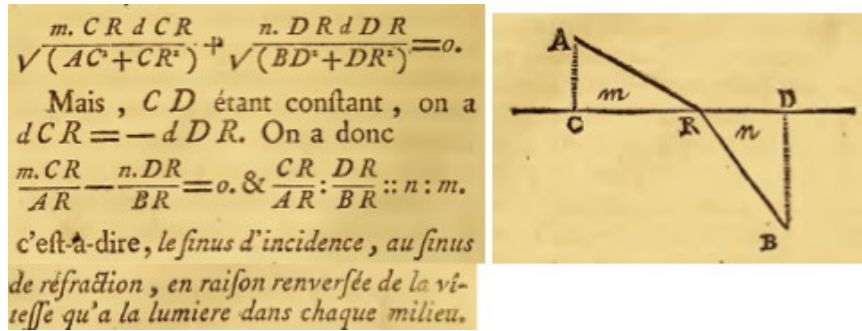 m. CR d CR / √(AC²+CR²) + n. DR d DR / √(BD²+DR²) = o.
Mais , CD étant conſtant , on a
dCR = — dDR. On a donc
m. CR / AR — n. DR / BR = o. & CR / AR : DR / BR :: n : m.
c'eſt-à-dire, le ſinus d'incidence, au ſinus
de réfraction, en raiſon renverſée de la vî-
teſſe qu'a la lumiere dans chaque milieu.
A
m
D
C
R
n
B